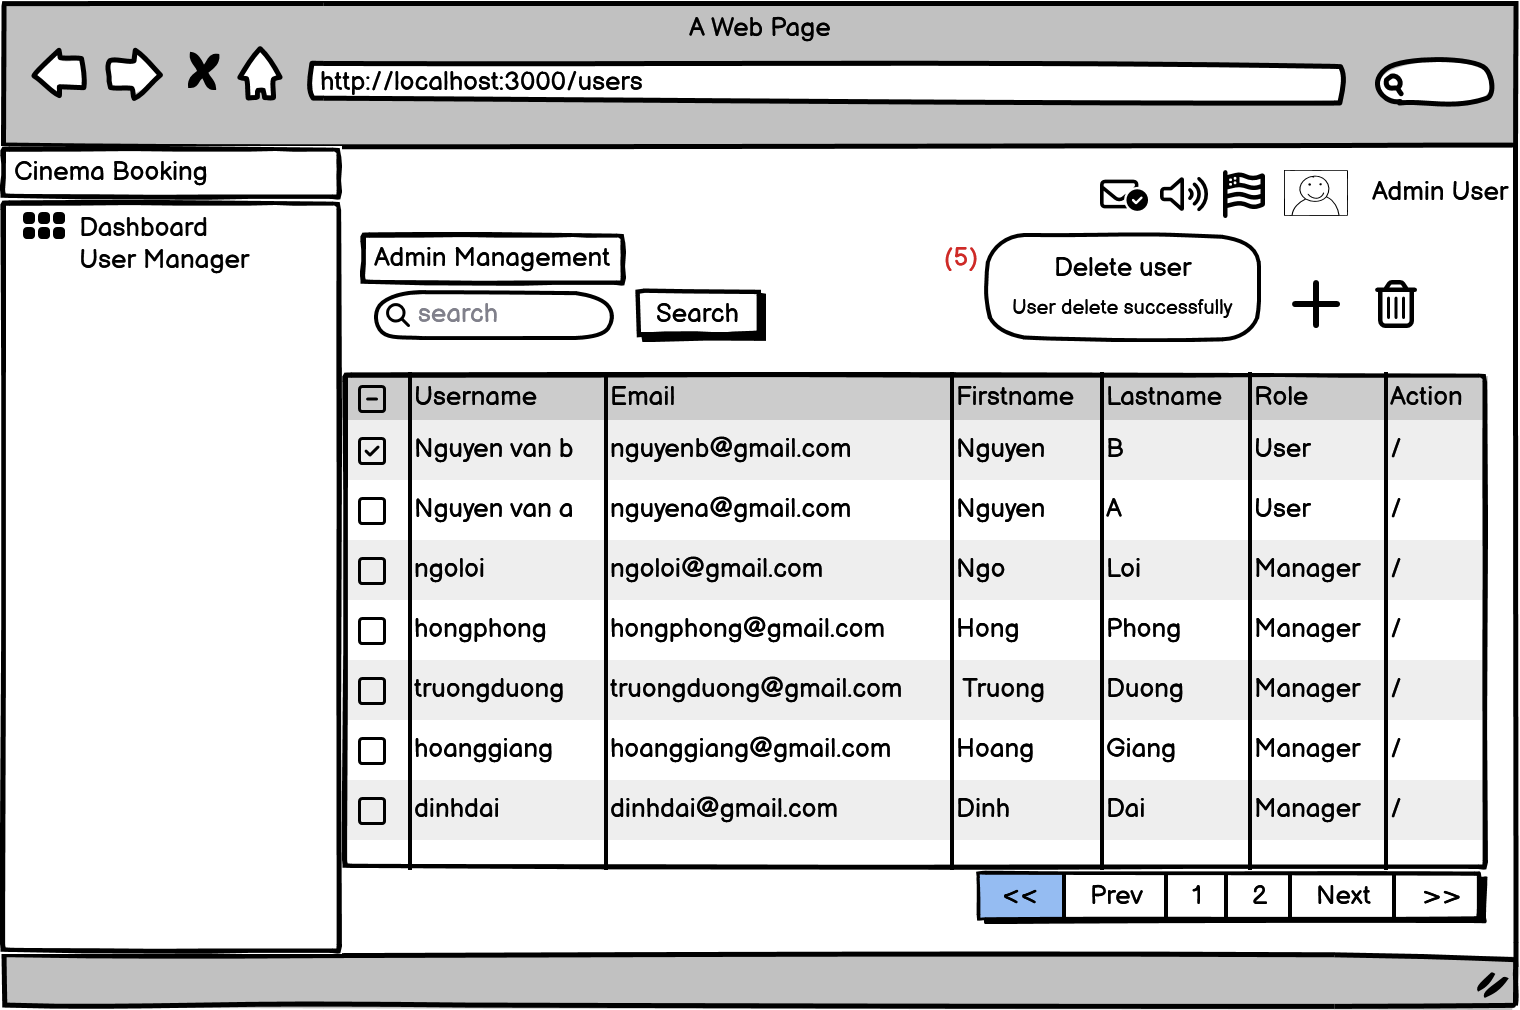 A Web Page
http://localhost:3000/users
Cinema Booking
Admin User
Dashboard
User Manager
Admin Management
search
Search
(5)
Delete user
User delete successfully
Username Email Firstname Lastname Role Action
Nguyen van b nguyenb@gmail.com Nguyen B User /
Nguyen van a nguyena@gmail.com Nguyen A User /
ngoloi ngoloi@gmail.com Ngo Loi Manager /
hongphong hongphong@gmail.com Hong Phong Manager /
truongduong truongduong@gmail.com Truong Duong Manager /
hoanggiang hoanggiang@gmail.com Hoang Giang Manager /
dinhdai dinhdai@gmail.com Dinh Dai Manager /
<< Prev 1 2 Next >>